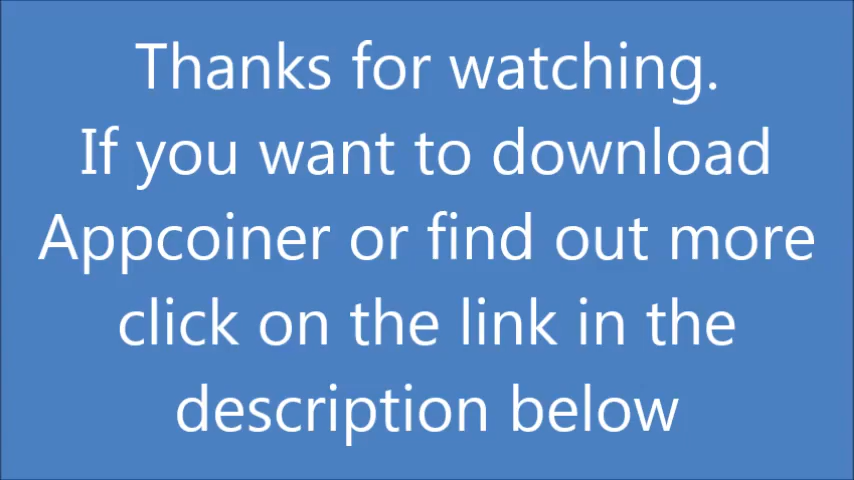 Thanks for watching.
If you want to download
Appcoiner or find out more
click on the link in the
description below